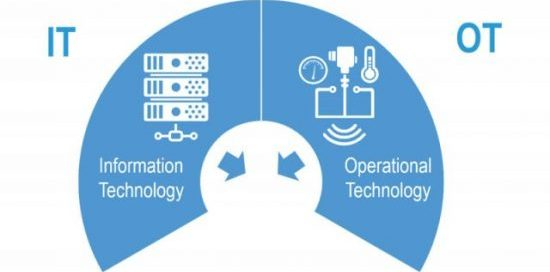 IT
OT
Information
Technology
Operational
Technology